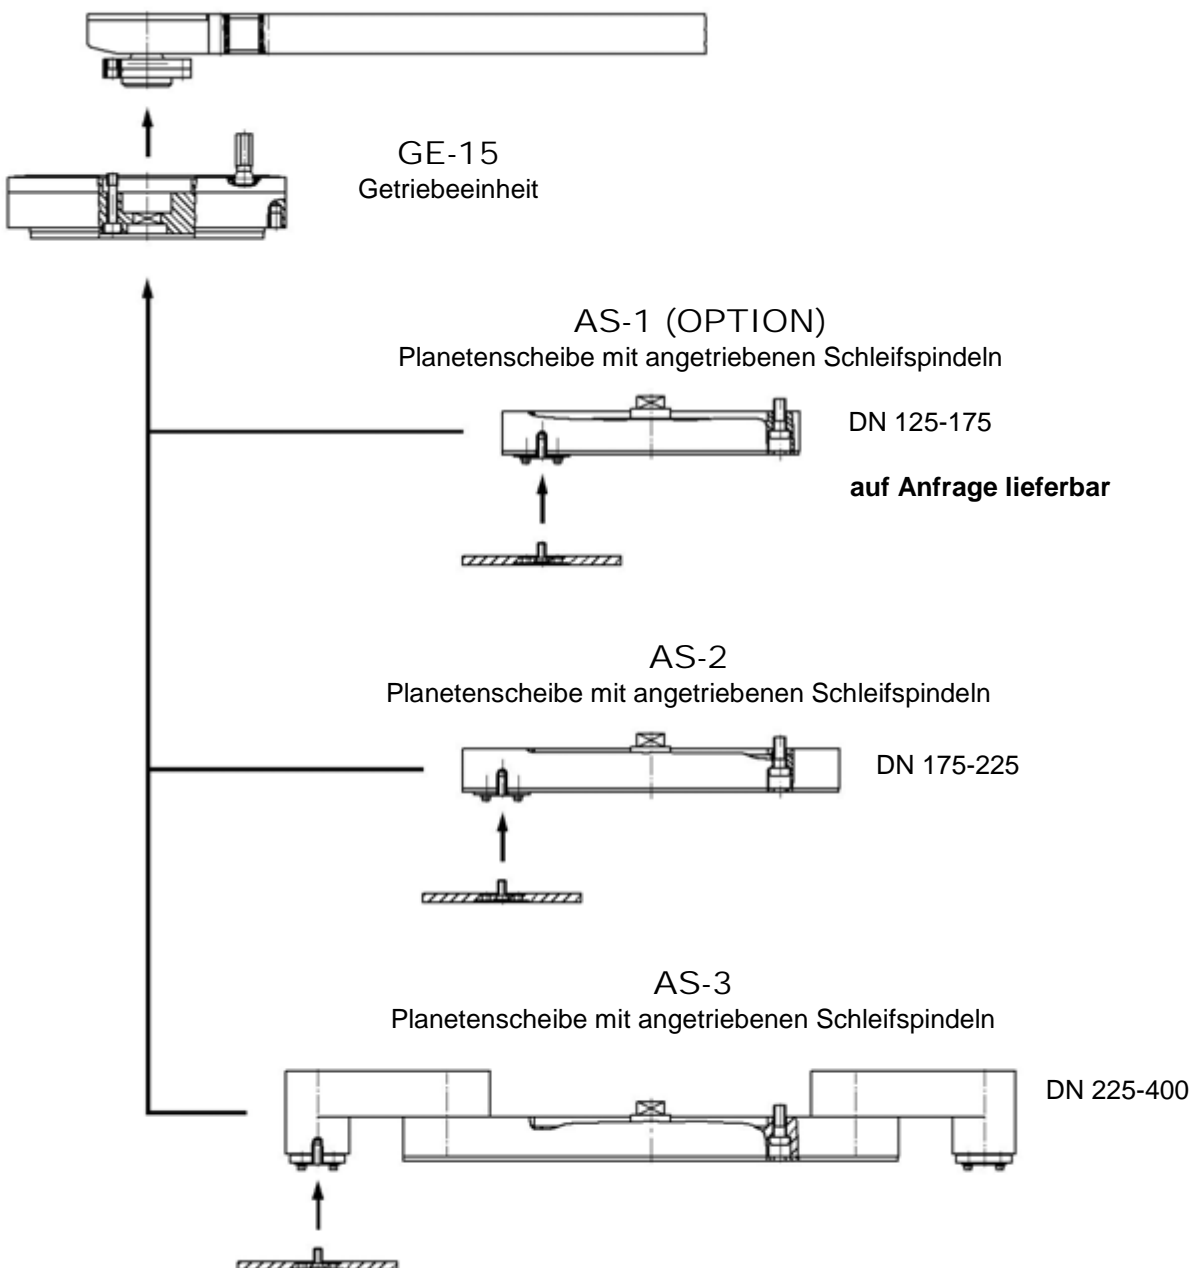 GE-15
Getriebeeinheit
AS-1 (OPTION)
Planetenscheibe mit angetriebenen Schleifspindeln
DN 125-175
auf Anfrage lieferbar
AS-2
Planetenscheibe mit angetriebenen Schleifspindeln
DN 175-225
AS-3
Planetenscheibe mit angetriebenen Schleifspindeln
DN 225-400